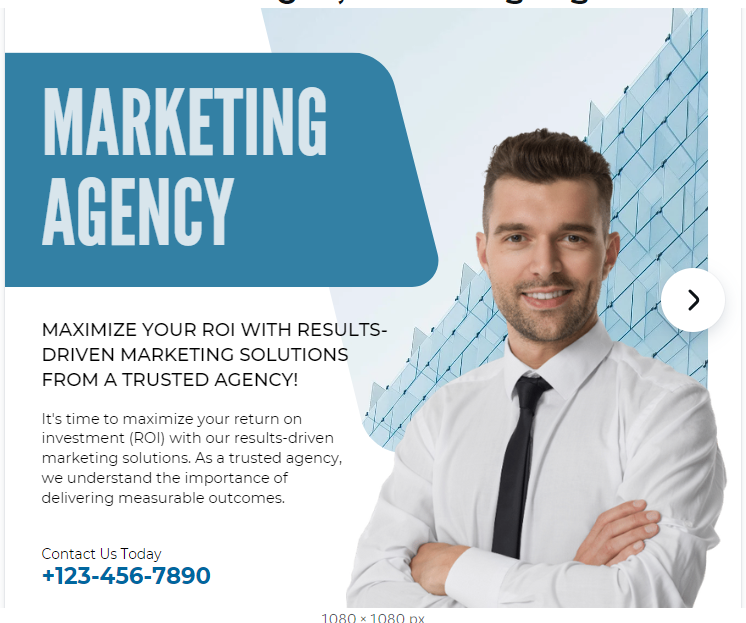 MARKETING
AGENCY
MAXIMIZE YOUR ROI WITH RESULTS-
DRIVEN MARKETING SOLUTIONS
FROM A TRUSTED AGENCY!
It's time to maximize your return on
investment (ROI) with our results-driven
marketing solutions. As a trusted agency,
we understand the importance of
delivering measurable outcomes.
Contact Us Today
+123-456-7890
1080 × 1080 px